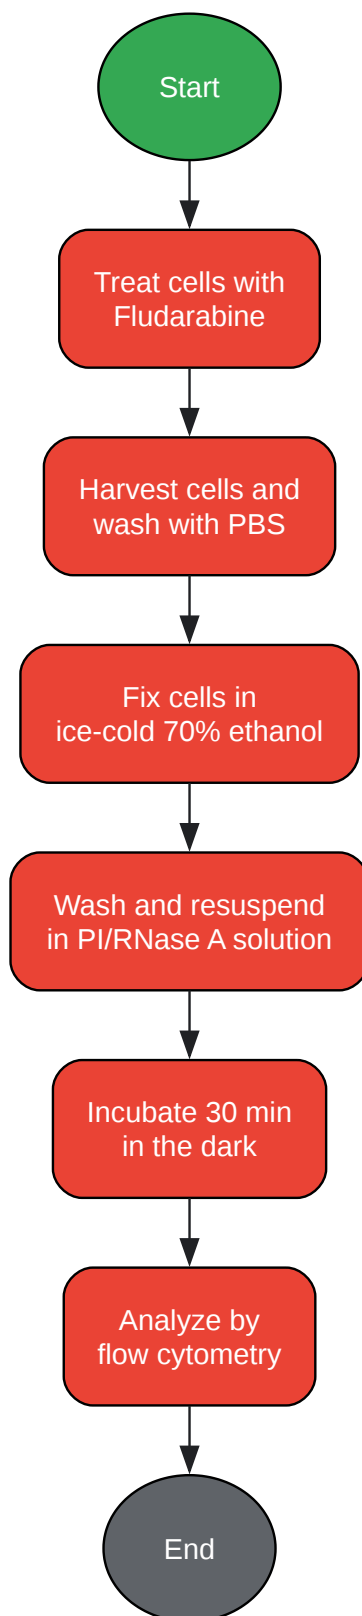 Start
Treat cells with
Fludarabine
Harvest cells and
wash with PBS
Fix cells in
ice-cold 70% ethanol
Wash and resuspend
in PI/RNase A solution
Incubate 30 min
in the dark
Analyze by
flow cytometry
End